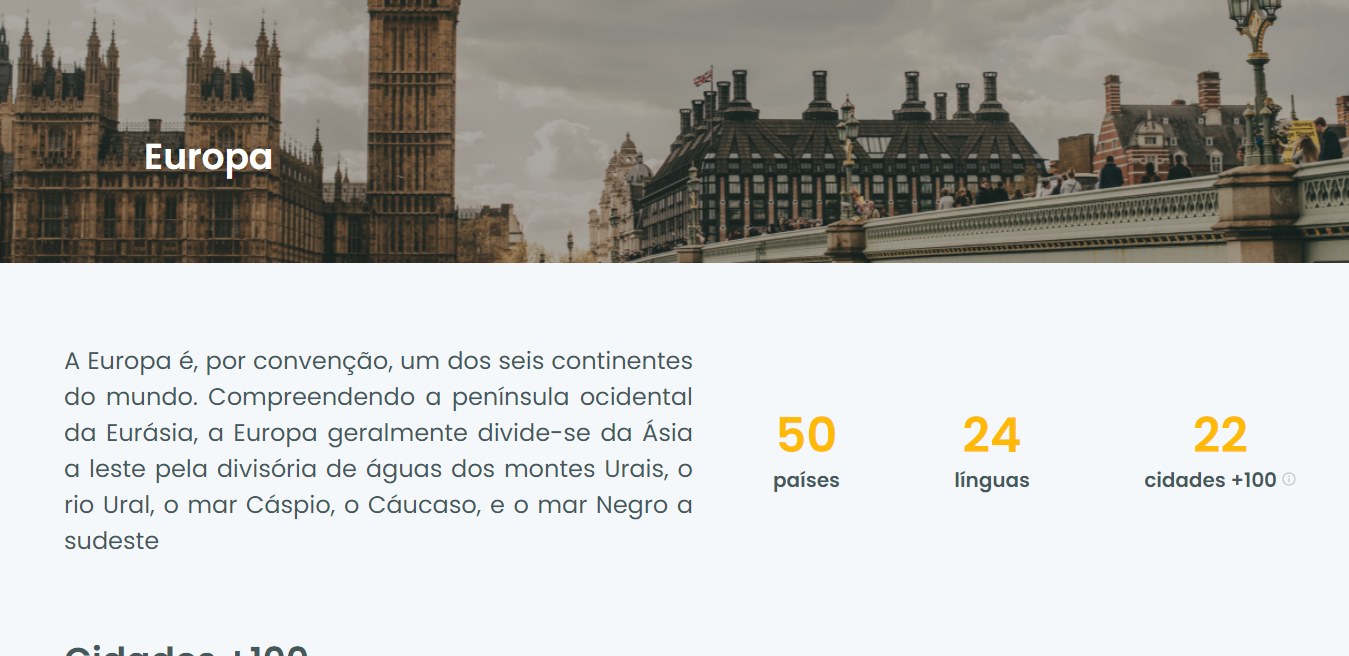 Europa
A Europa é, por convenção, um dos seis continentes
do mundo. Compreendendo a península ocidental
da Eurásia, a Europa geralmente divide-se da Ásia
a leste pela divisória de águas dos montes Urais, o
rio Ural, o mar Cáspio, o Cáucaso, e o mar Negro a
sudeste
50
países
24
línguas
22
cidades +100
Cidades +100